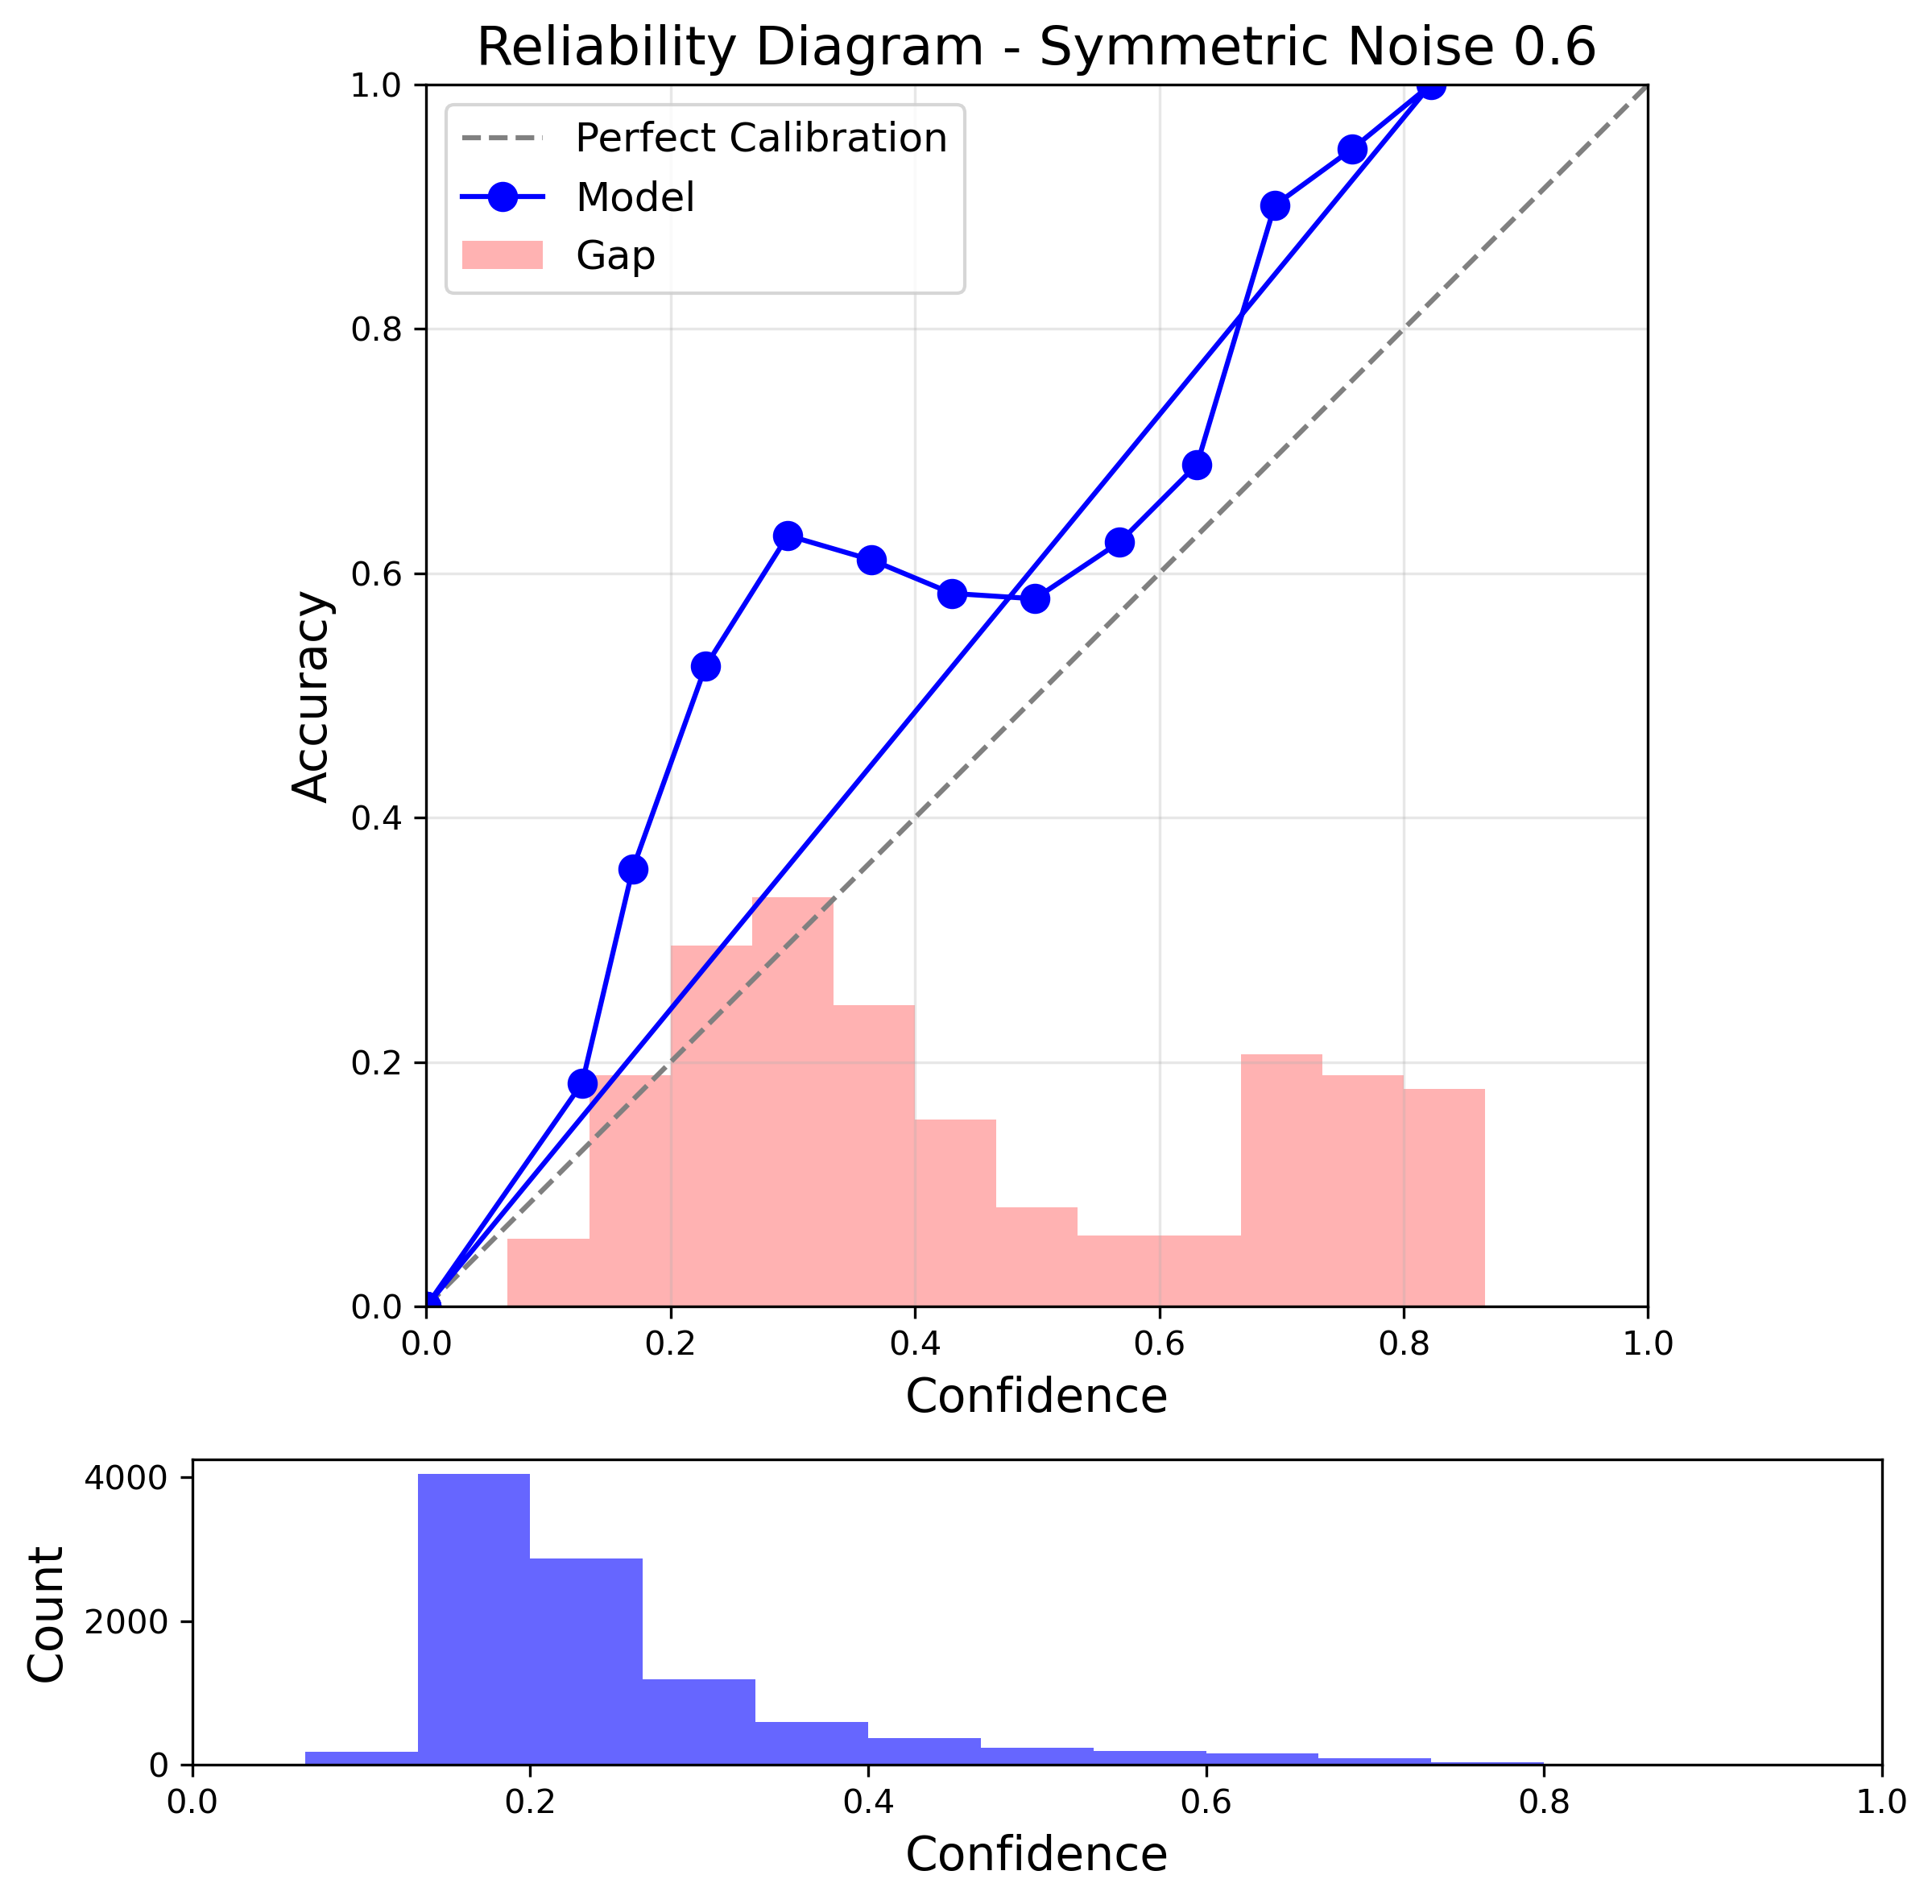 Reliability Diagram - Symmetric Noise 0.6
1.0
0.8
0.6
0.4
0.2
0.0
Accuracy
Perfect Calibration
Model
Gap
0.0 0.2 0.4 0.6 0.8 1.0
Confidence
4000
2000
0
Count
0.0 0.2 0.4 0.6 0.8 1.0
Confidence